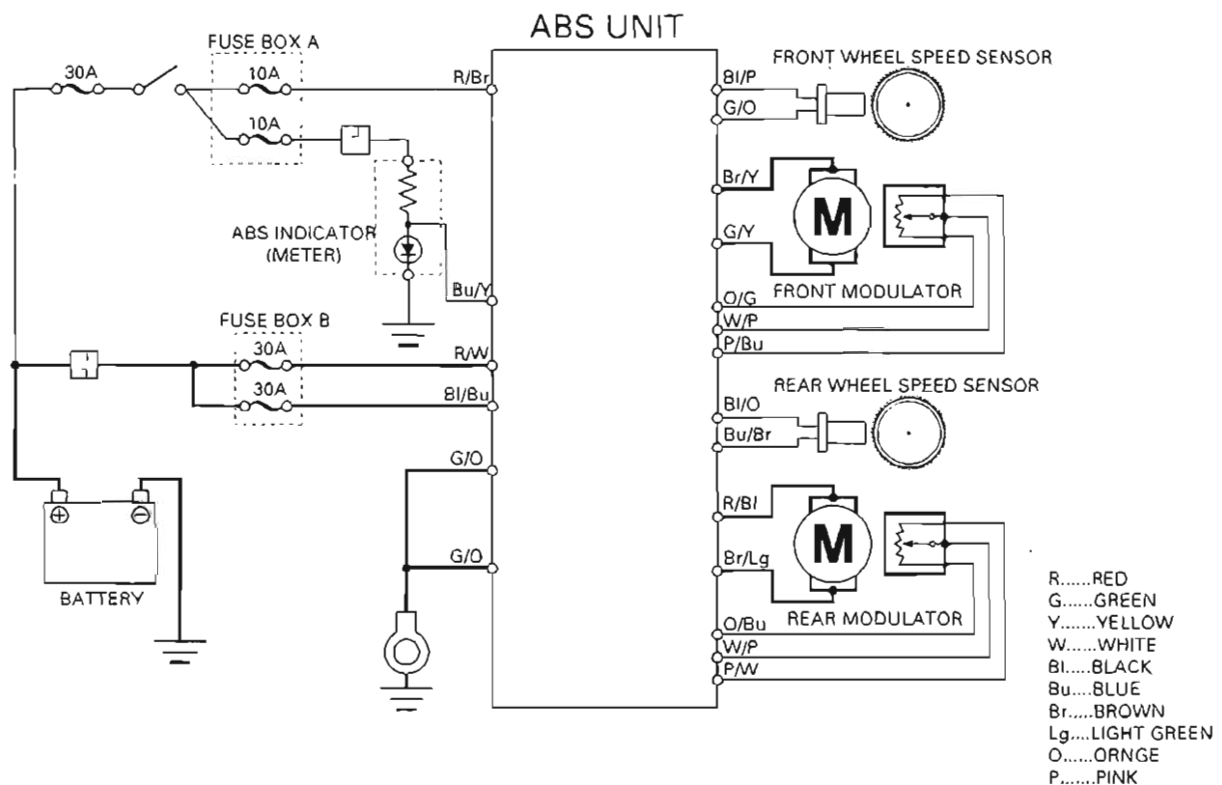 ABS UNIT
FUSE BOX A
30A
10A
10A
R/Br
ABS INDICATOR
(METER)
Bu/Y
FUSE BOX B
30A
30A
R/W
Bl/Bu
G/O
G/O
BATTERY
Bl/P
G/O
FRONT WHEEL SPEED SENSOR
Br/Y
M
G/Y
FRONT MODULATOR
O/G
W/P
P/Bu
REAR WHEEL SPEED SENSOR
Bl/O
Bu/Br
R/Bl
M
Br/Lg
REAR MODULATOR
O/Bu
W/P
P/W
R......RED
G......GREEN
Y.......YELLOW
W......WHITE
Bl.....BLACK
Bu....BLUE
Br.....BROWN
Lg....LIGHT GREEN
O......ORNGE
P.......PINK